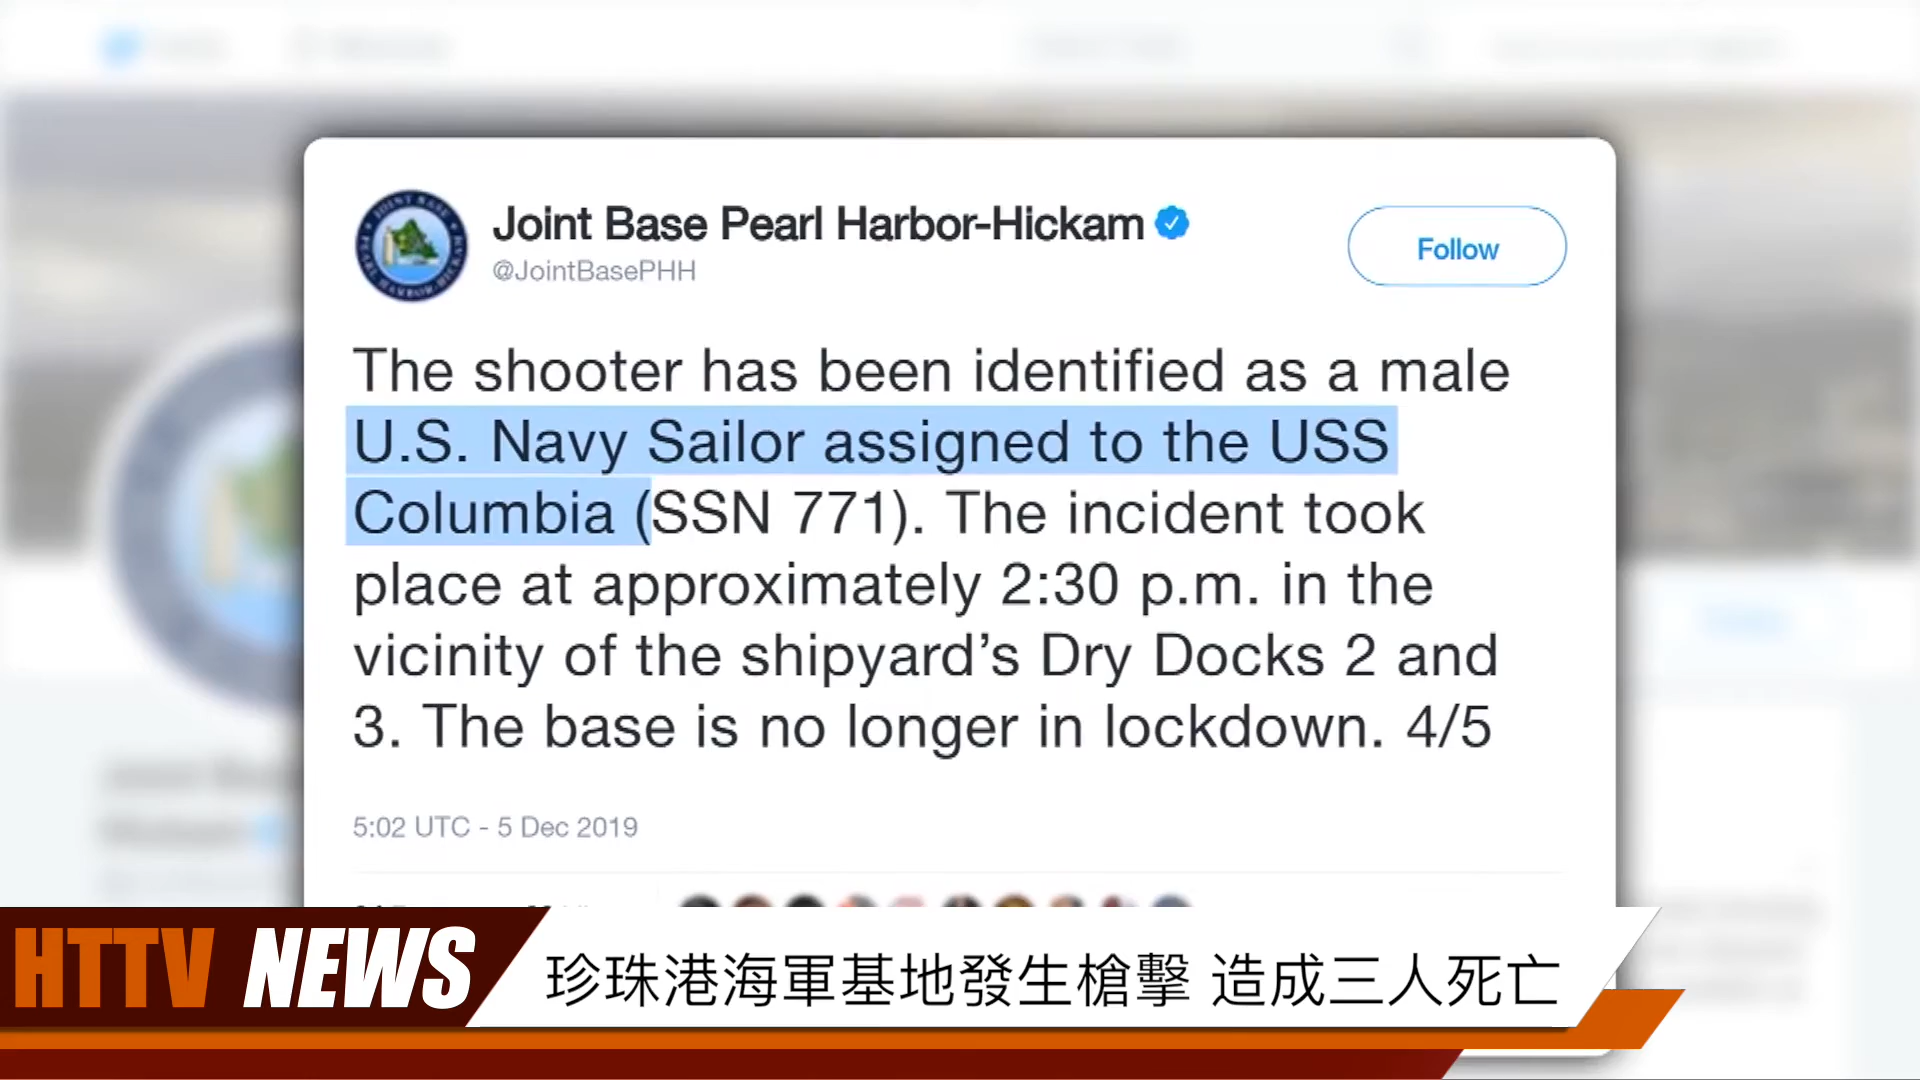 Joint Base Pearl Harbor-Hickam
@JointBasePHH
Follow
The shooter has been identified as a male
U.S. Navy Sailor assigned to the USS
Columbia (SSN 771). The incident took
place at approximately 2:30 p.m. in the
vicinity of the shipyard’s Dry Docks 2 and
3. The base is no longer in lockdown. 4/5
5:02 UTC - 5 Dec 2019
HTTV NEWS
珍珠港海軍基地發生槍擊 造成三人死亡